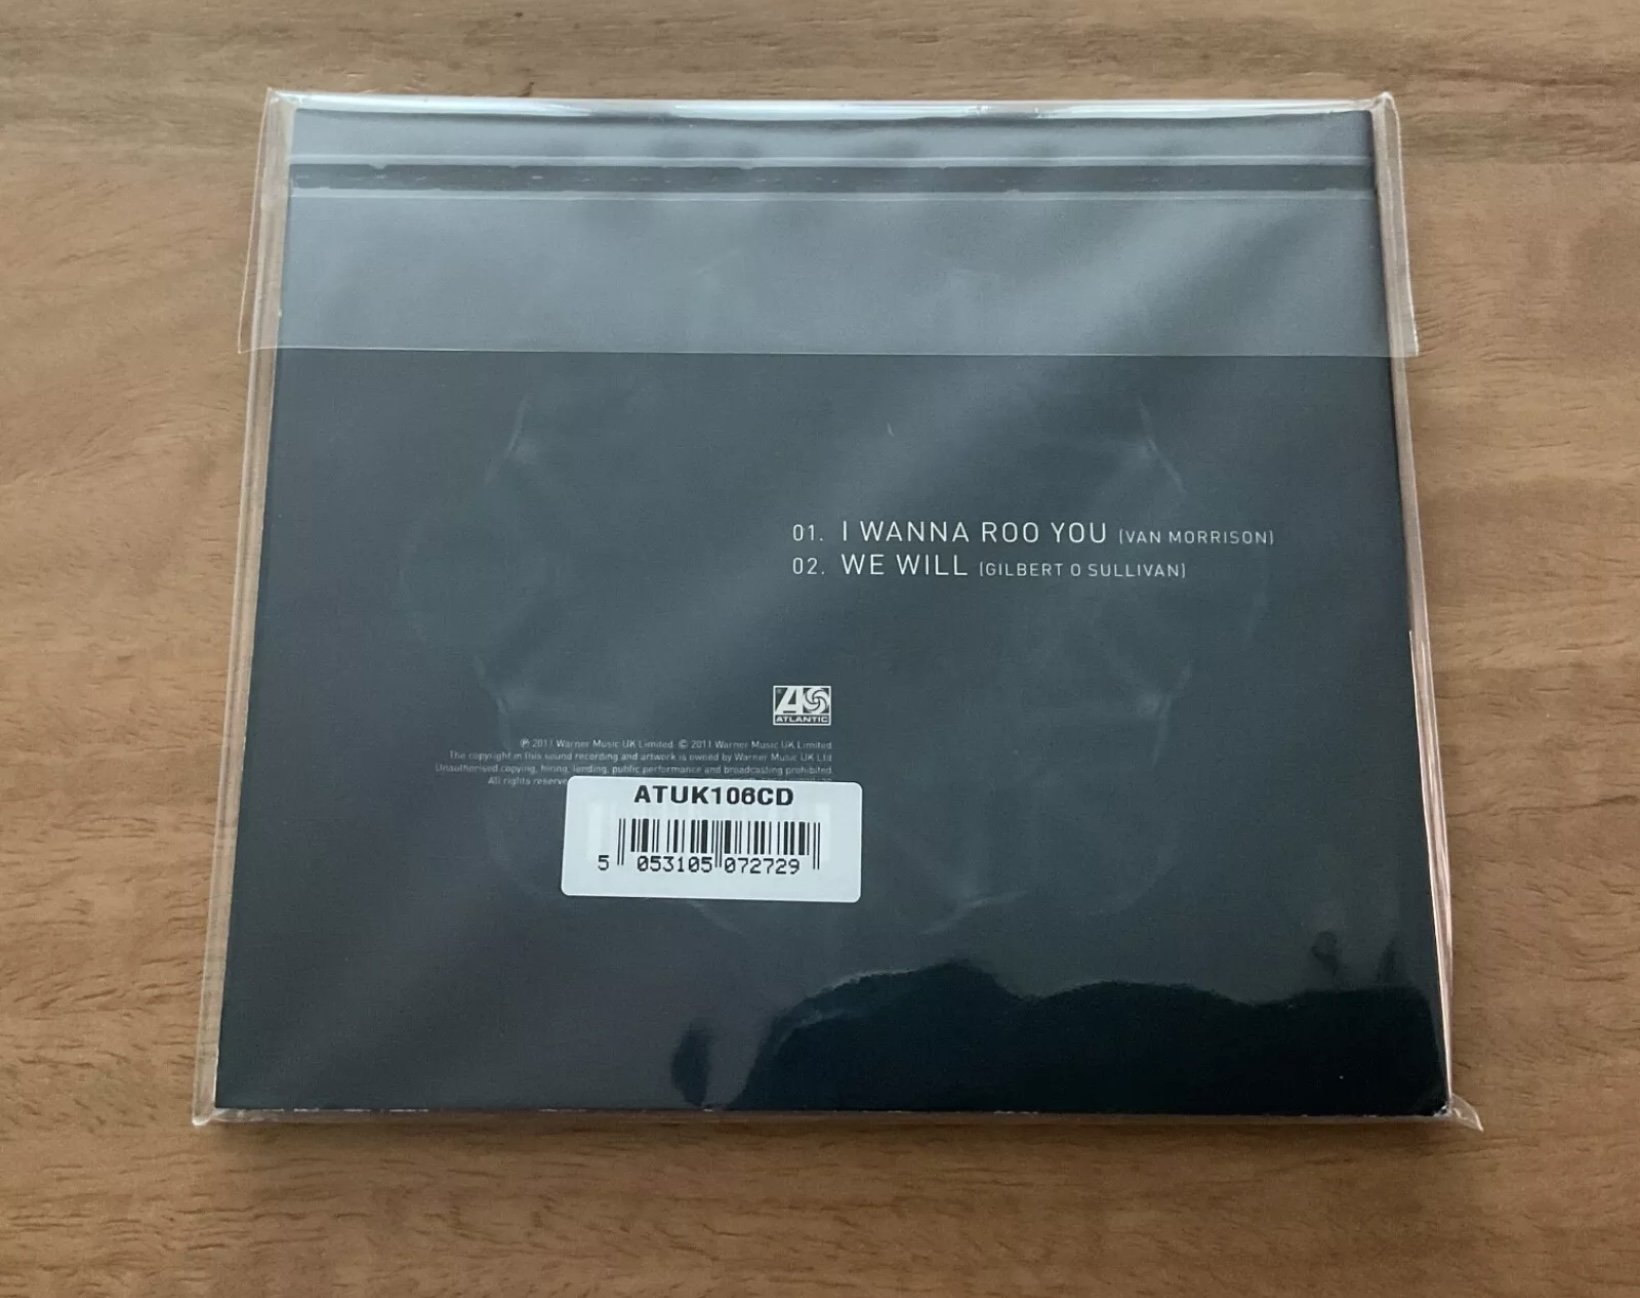 01. I WANNA ROO YOU (VAN MORRISON)
02. WE WILL (GILBERT O SULLIVAN)
ATLANTIC
℗ 2011 Warner Music UK Limited. © 2011 Warner Music UK Limited
The copyright in this sound recording and artwork is owned by Warner Music UK Ltd
Unauthorised copying, hiring, lending, public performance and broadcasting prohibited.
All rights reserve
ATUK106CD
5 053105 072729